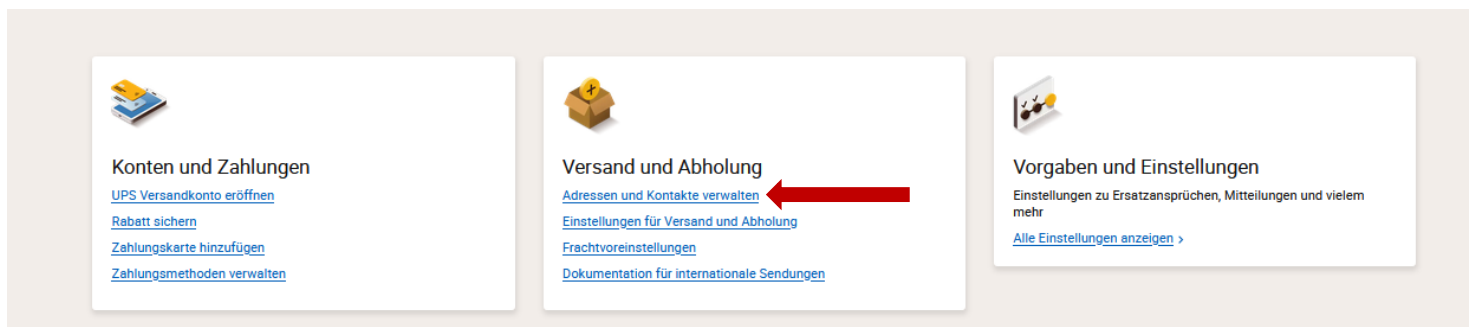 Konten und Zahlungen
UPS Versandkonto eröffnen
Rabatt sichern
Zahlungskarte hinzufügen
Zahlungsmethoden verwalten
Versand und Abholung
Adressen und Kontakte verwalten
Einstellungen für Versand und Abholung
Frachtvoreinstellungen
Dokumentation für internationale Sendungen
Vorgaben und Einstellungen
Einstellungen zu Ersatzansprüchen, Mitteilungen und vielem
mehr
Alle Einstellungen anzeigen >